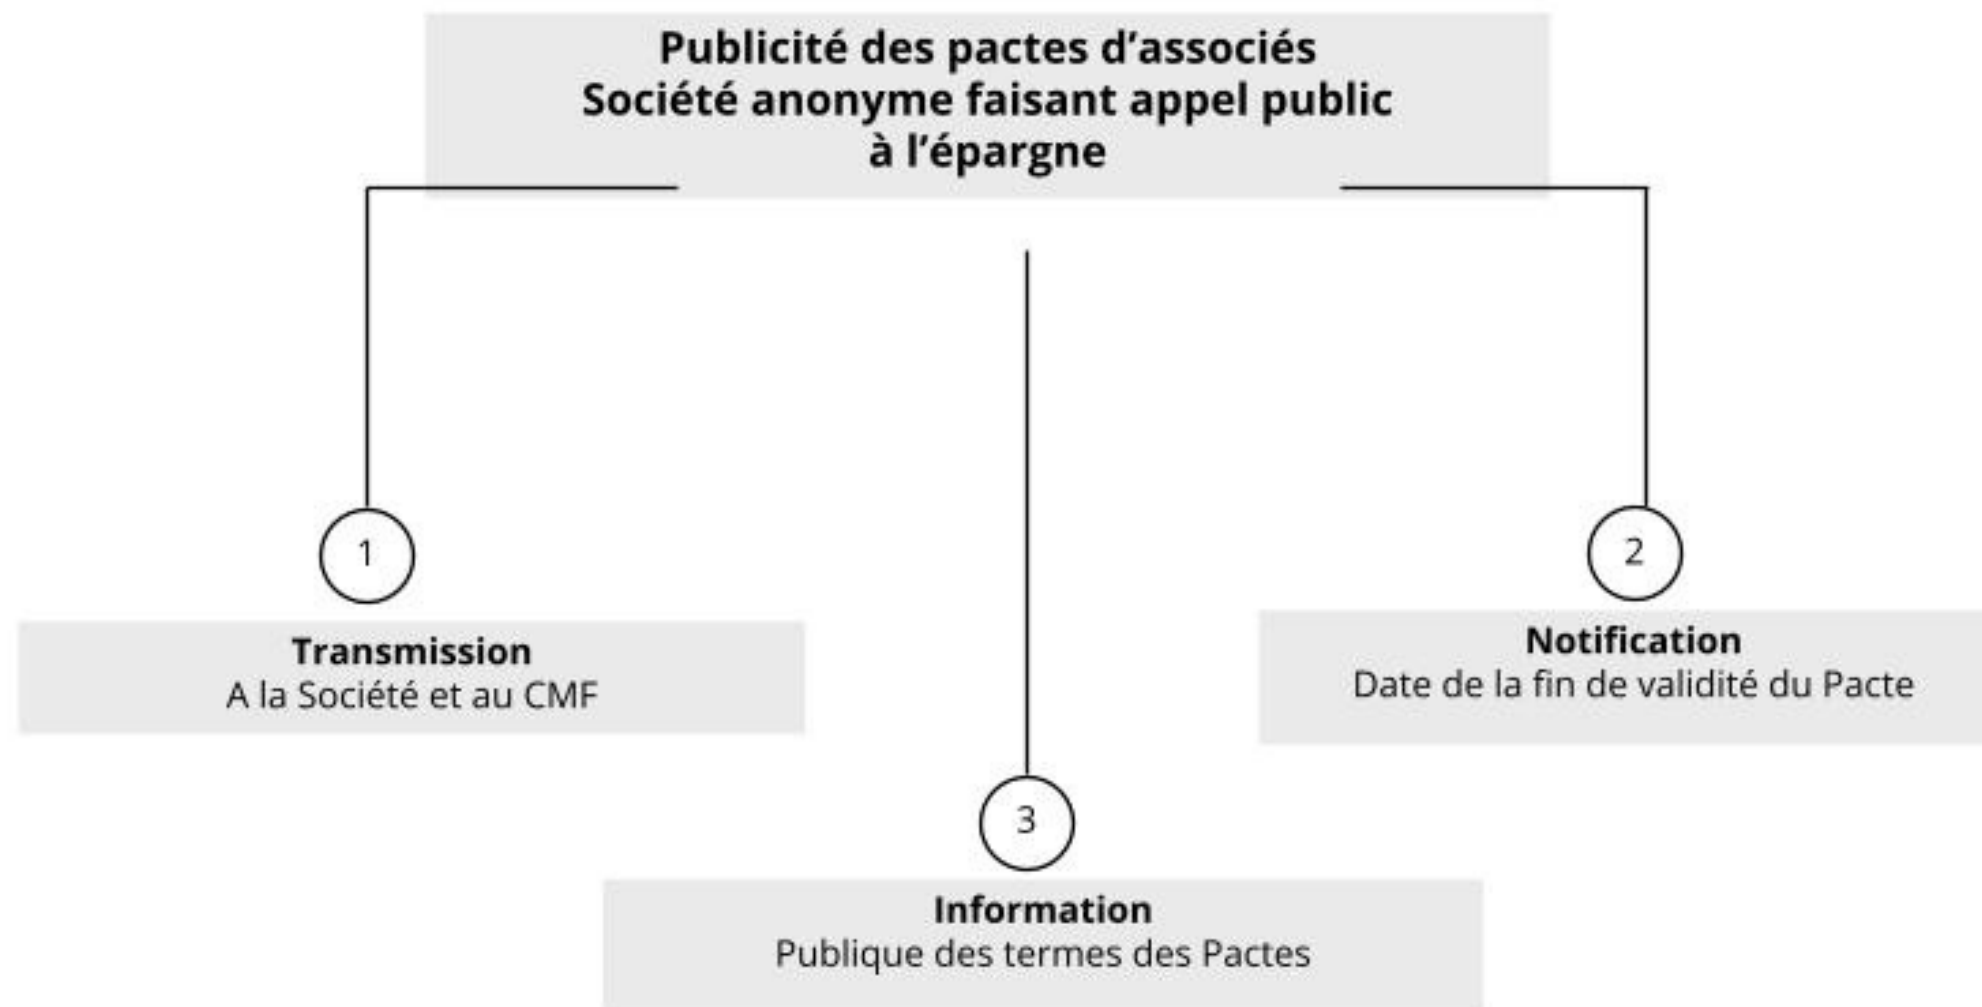 Publicité des pactes d’associés
Société anonyme faisant appel public
à l’épargne
1
Transmission
A la Société et au CMF
2
Notification
Date de la fin de validité du Pacte
3
Information
Publique des termes des Pactes